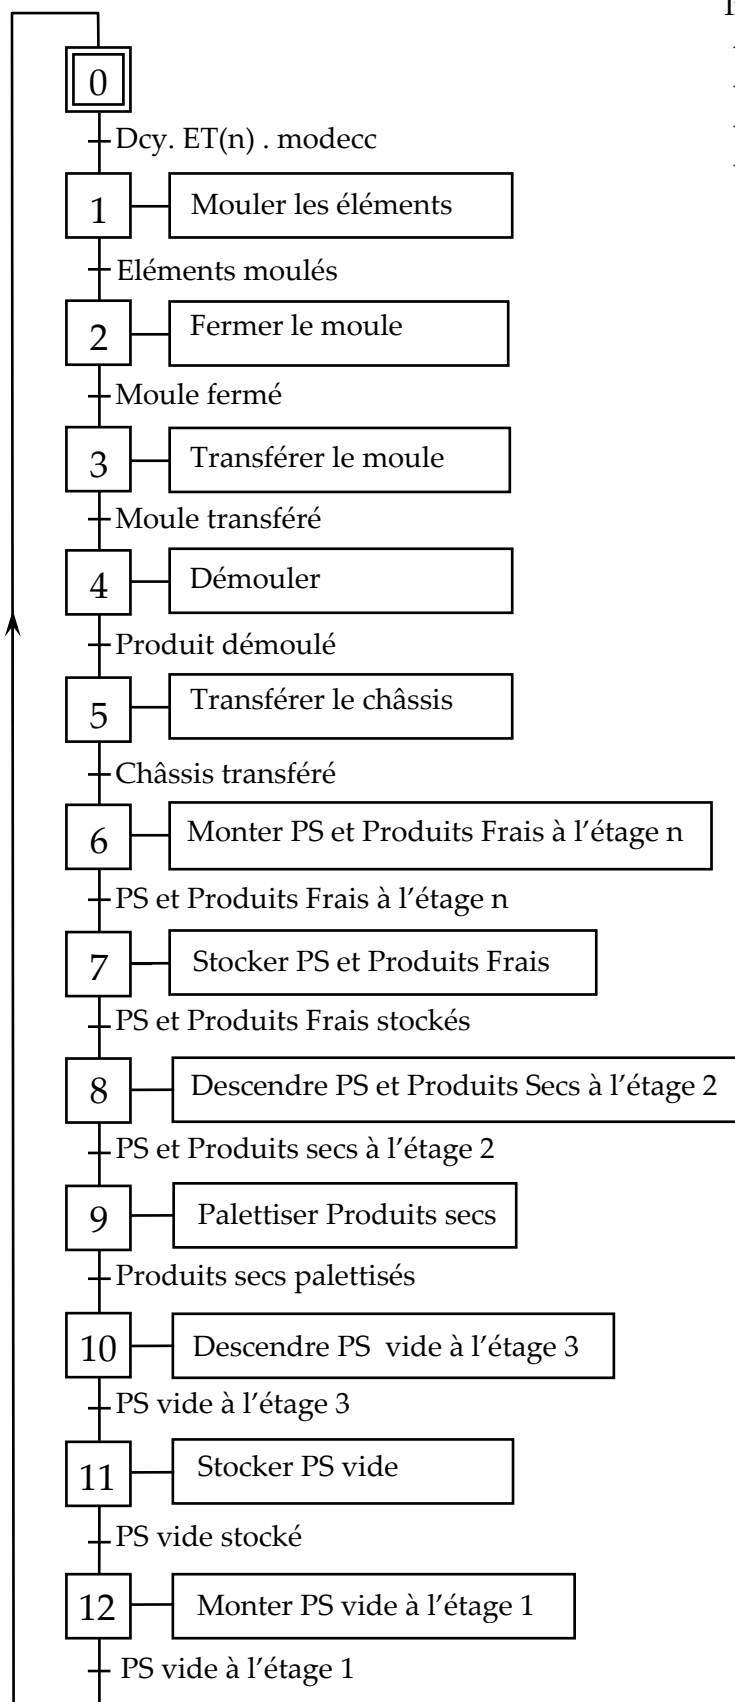 0
Dcy. ET(n) . modecc
1 Mouler les éléments
Eléments moulés
2 Fermer le moule
Moule fermé
3 Transférer le moule
Moule transféré
4 Démouler
Produit démoulé
5 Transférer le châssis
Châssis transféré
6 Monter PS et Produits Frais à l’étage n
PS et Produits Frais à l’étage n
7 Stocker PS et Produits Frais
PS et Produits Frais stockés
8 Descendre PS et Produits Secs à l’étage 2
PS et Produits secs à l’étage 2
9 Palettiser Produits secs
Produits secs palettisés
10 Descendre PS vide à l’étage 3
PS vide à l’étage 3
11 Stocker PS vide
PS vide stocké
12 Monter PS vide à l’étage 1
PS vide à l’étage 1